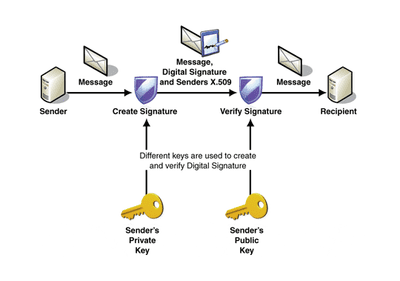 Message
Message,
Digital Signature
and Senders X.509
Message
Sender
Create Signature
Verify Signature
Recipient
Different keys are used to create
and verify Digital Signature
Sender's
Private
Key
Sender's
Public
Key